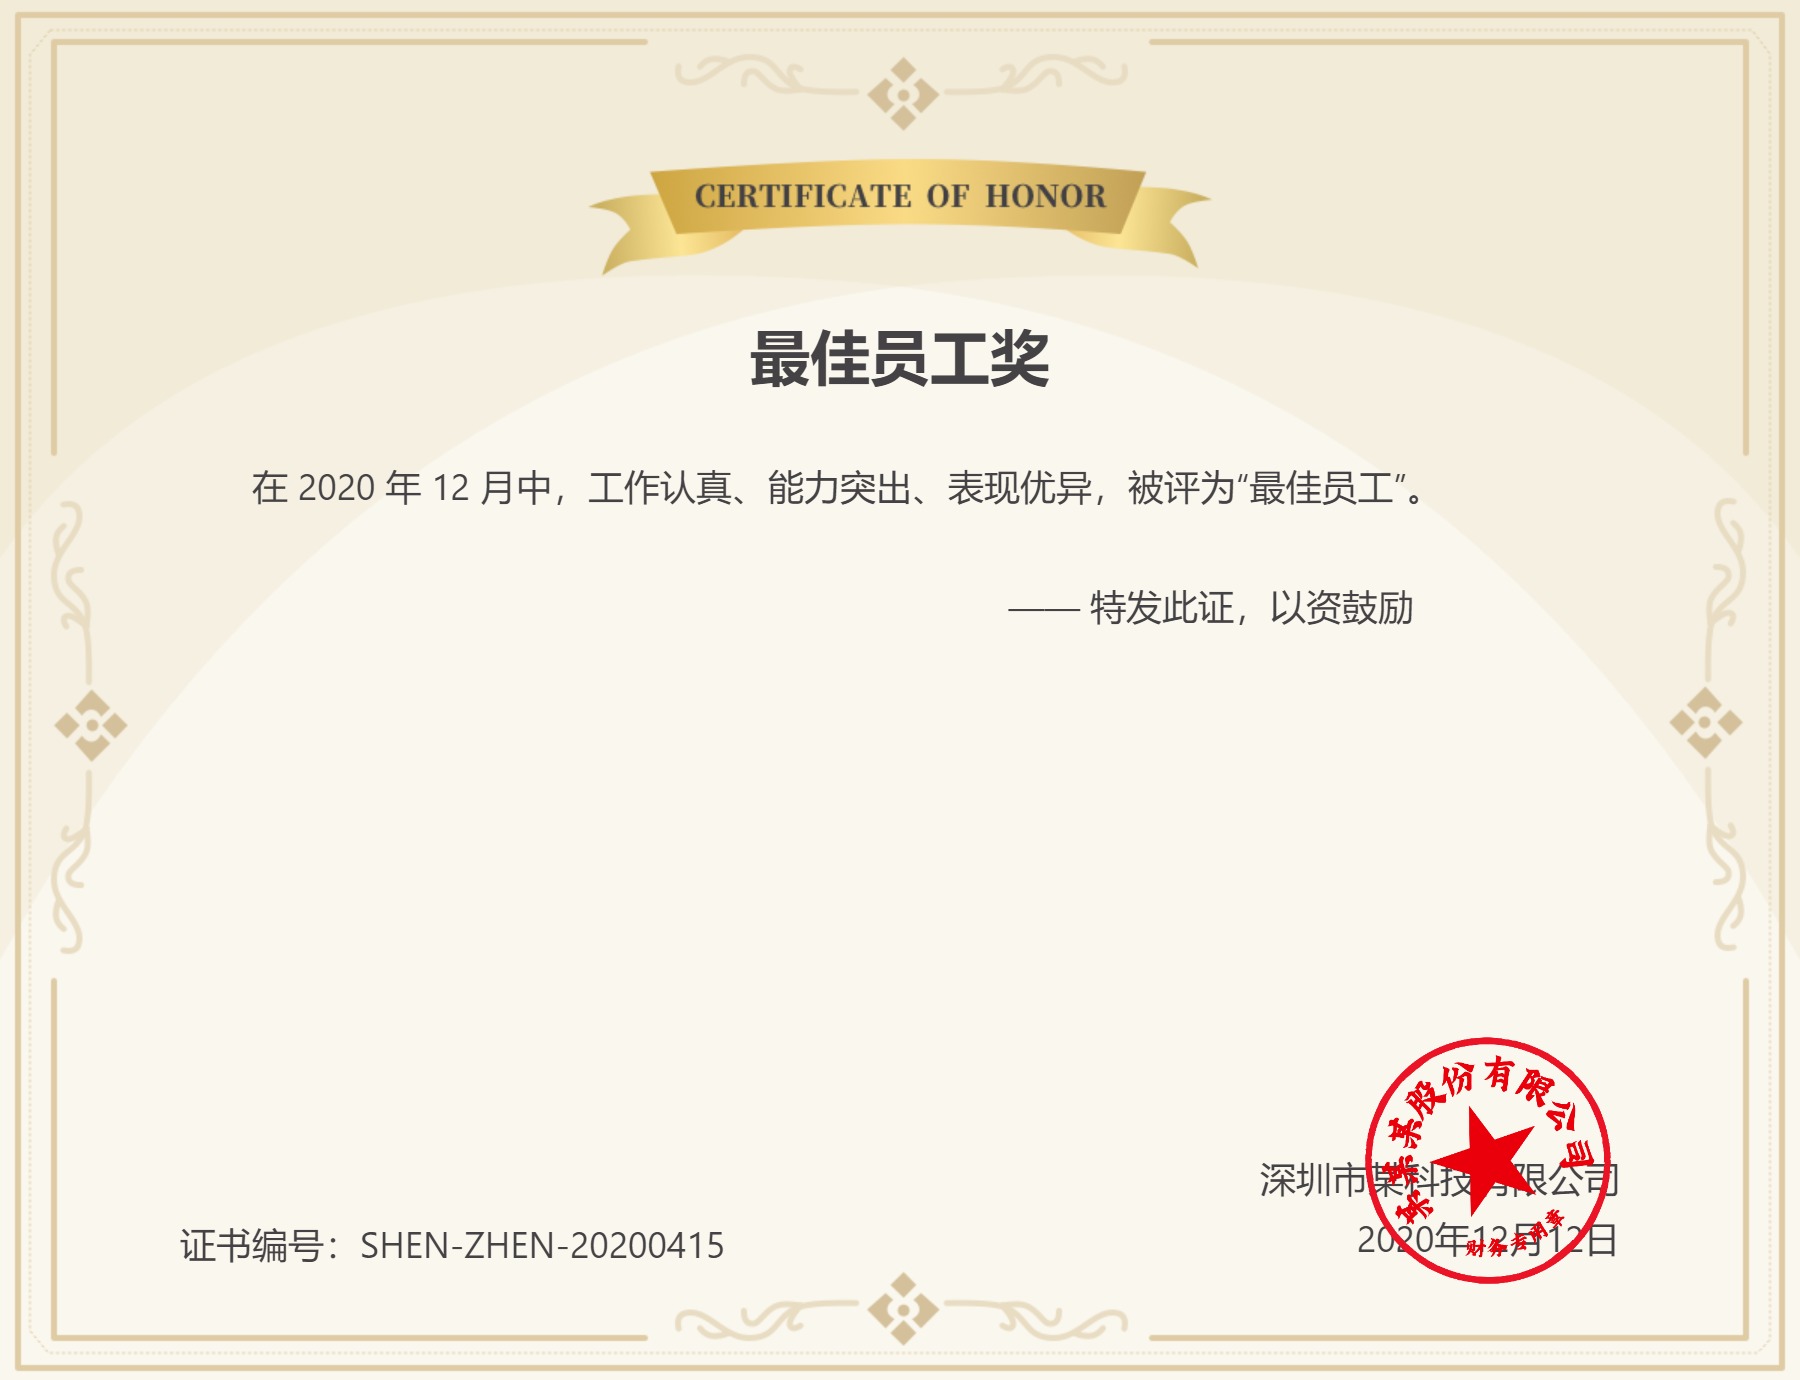 CERTIFICATE OF HONOR
最佳员工奖
在 2020 年 12 月中，工作认真、能力突出、表现优异，被评为“最佳员工”。
—— 特发此证，以资鼓励
某某某股份有限公司
深圳市某科技有限公司
2020年12月12日
财务专用章
证书编号：SHEN-ZHEN-20200415